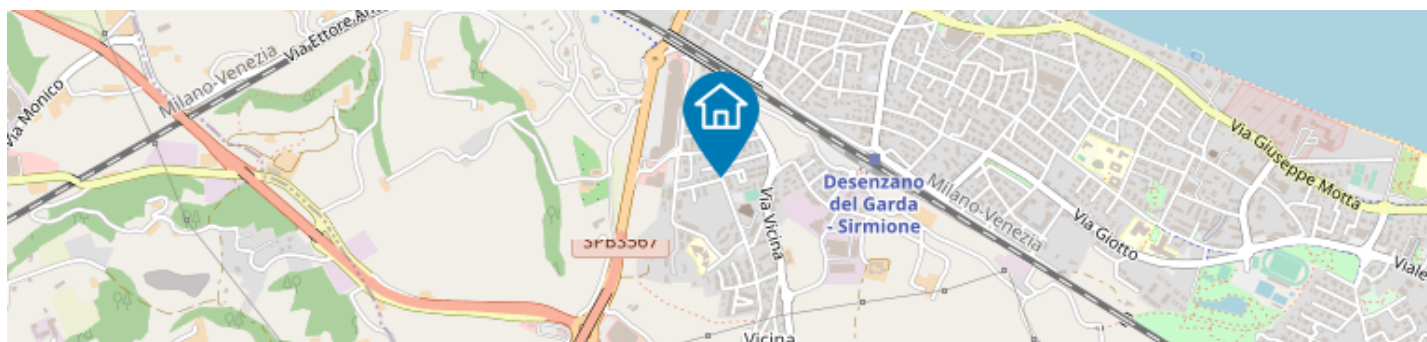 Via Ettore An
Milano-Venezia
Via Monico
Via Giuseppe Motta
Desenzano
del Garda
- Sirmione
Milano-Venezia
Via Vicina
Via Giotto
SPBS567
Viale
Vicina